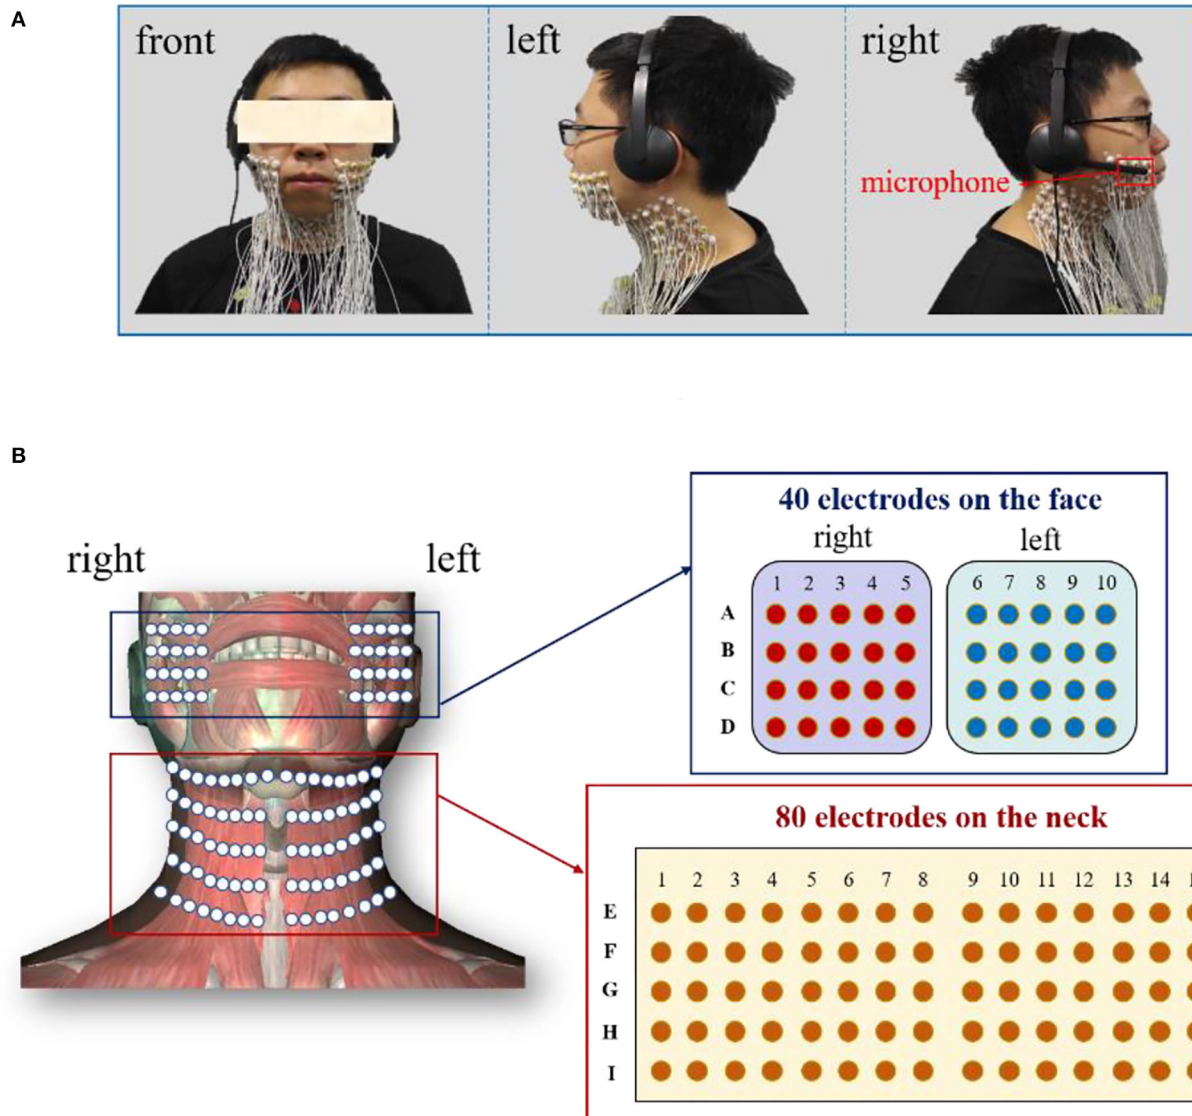 A
front
left
right
microphone
B
right
left
40 electrodes on the face
right
left
1 2 3 4 5
6 7 8 9 10
A
B
C
D
80 electrodes on the neck
1 2 3 4 5 6 7 8 9 10 11 12 13 14
E
F
G
H
I